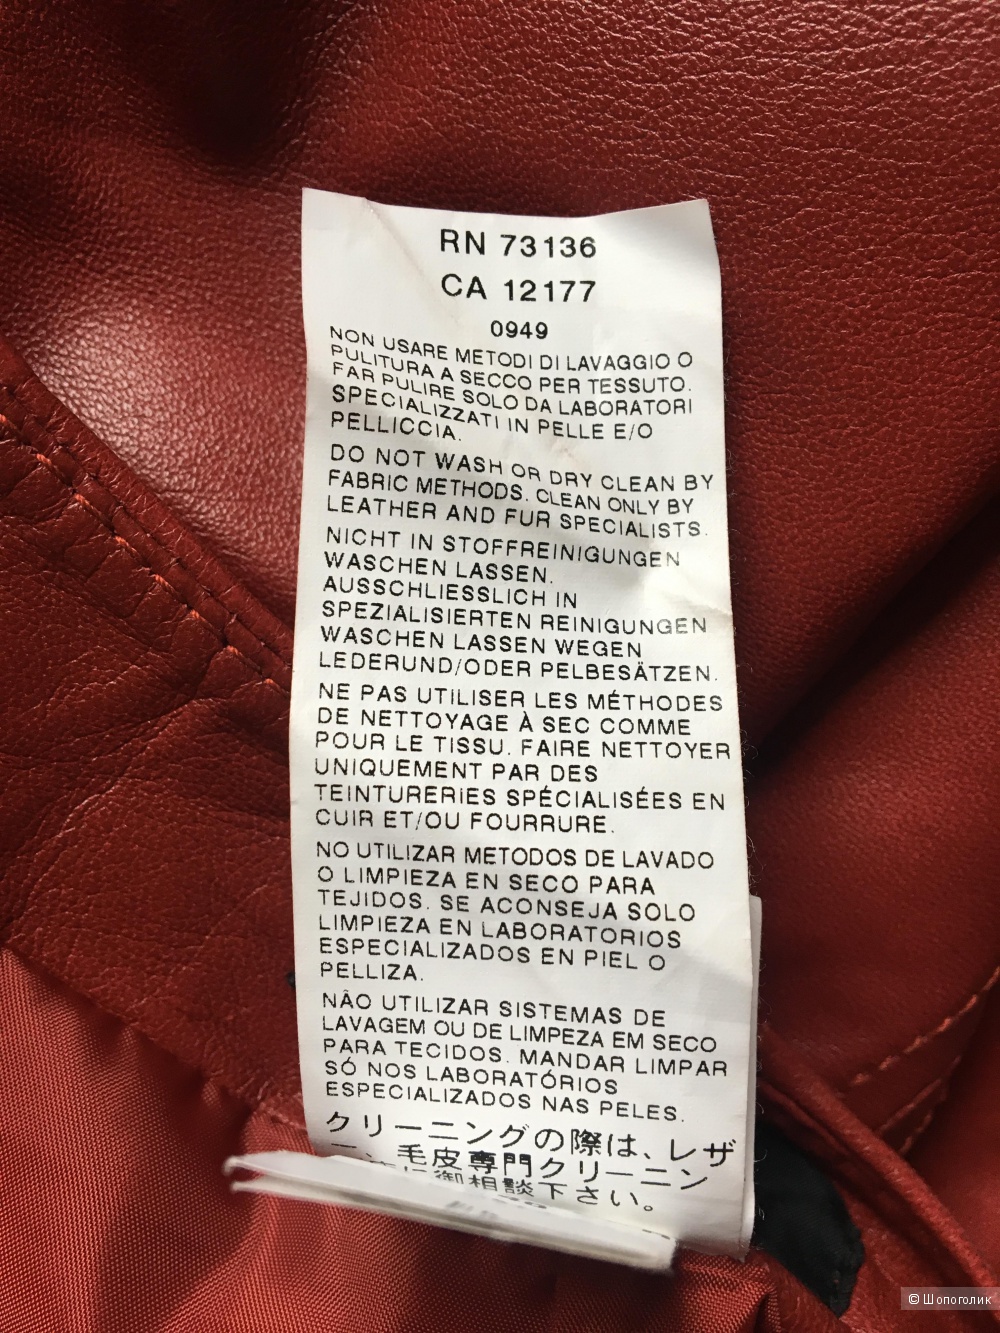 RN 73136
CA 12177
0949
NON USARE METODI DI LAVAGGIO O
PULITURA A SECCO PER TESSUTO.
FAR PULIRE SOLO DA LABORATORI
SPECIALIZZATI IN PELLE E/O
PELLICCIA.
DO NOT WASH OR DRY CLEAN BY
FABRIC METHODS. CLEAN ONLY BY
LEATHER AND FUR SPECIALISTS.
NICHT IN STOFFREINIGUNGEN
WASCHEN LASSEN.
AUSSCHLIESSLICH IN
SPEZIALISIERTEN REINIGUNGEN
WASCHEN LASSEN WEGEN
LEDERUND/ODER PELBESÄTZEN.
NE PAS UTILISER LES MÉTHODES
DE NETTOYAGE À SEC COMME
POUR LE TISSU. FAIRE NETTOYER
UNIQUEMENT PAR DES
TEINTURERIES SPÉCIALISÉES EN
CUIR ET/OU FOURRURE.
NO UTILIZAR METODOS DE LAVADO
O LIMPIEZA EN SECO PARA
TEJIDOS. SE ACONSEJA SOLO
LIMPIEZA EN LABORATORIOS
ESPECIALIZADOS EN PIEL O
PELLIZA.
NÃO UTILIZAR SISTEMAS DE
LAVAGEM OU DE LIMPEZA EM SECO
PARA TECIDOS. MANDAR LIMPAR
SÓ NOS LABORATÓRIOS
ESPECIALIZADOS NAS PELES.
クリーニングの際は、レザ
ー、毛皮専門クリーニン
に御相談下さい。
© Шопоголик